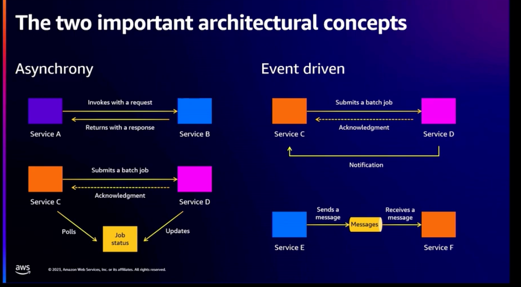 The two important architectural concepts
Asynchrony
Invokes with a request
Returns with a response
Service A
Service B
Submits a batch job
Acknowledgment
Service C
Service D
Polls
Job
status
Updates
Event driven
Submits a batch job
Acknowledgment
Service C
Service D
Notification
Sends a
message
Messages
Receives a
message
Service E
Service F
aws
© 2023, Amazon Web Services, Inc. or its affiliates. All rights reserved.